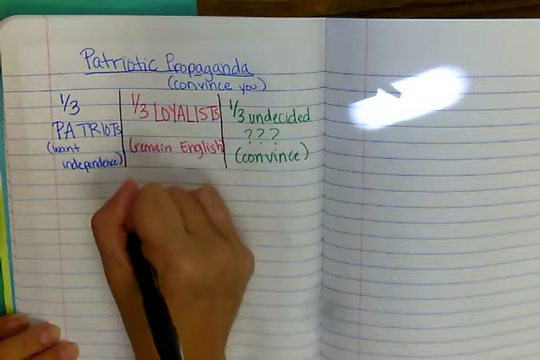 Patriotic Propaganda
(convince you)
1/3
PATRIOTS
(want
independence)
1/3 LOYALISTS
(remain English)
1/3 undecided
? ? ?
(convince)